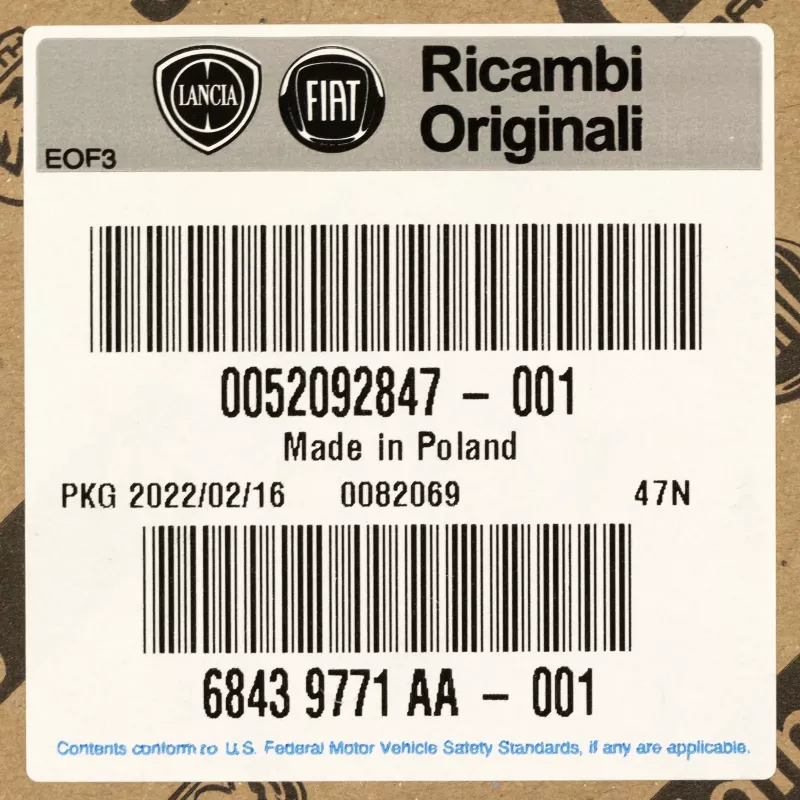 LANCIA
FIAT
Ricambi
Originali
EOF3
0052092847 - 001
Made in Poland
PKG 2022/02/16 0082069 47N
6843 9771 AA - 001
Contents conform to U.S. Federal Motor Vehicle Safety Standards, if any are applicable.